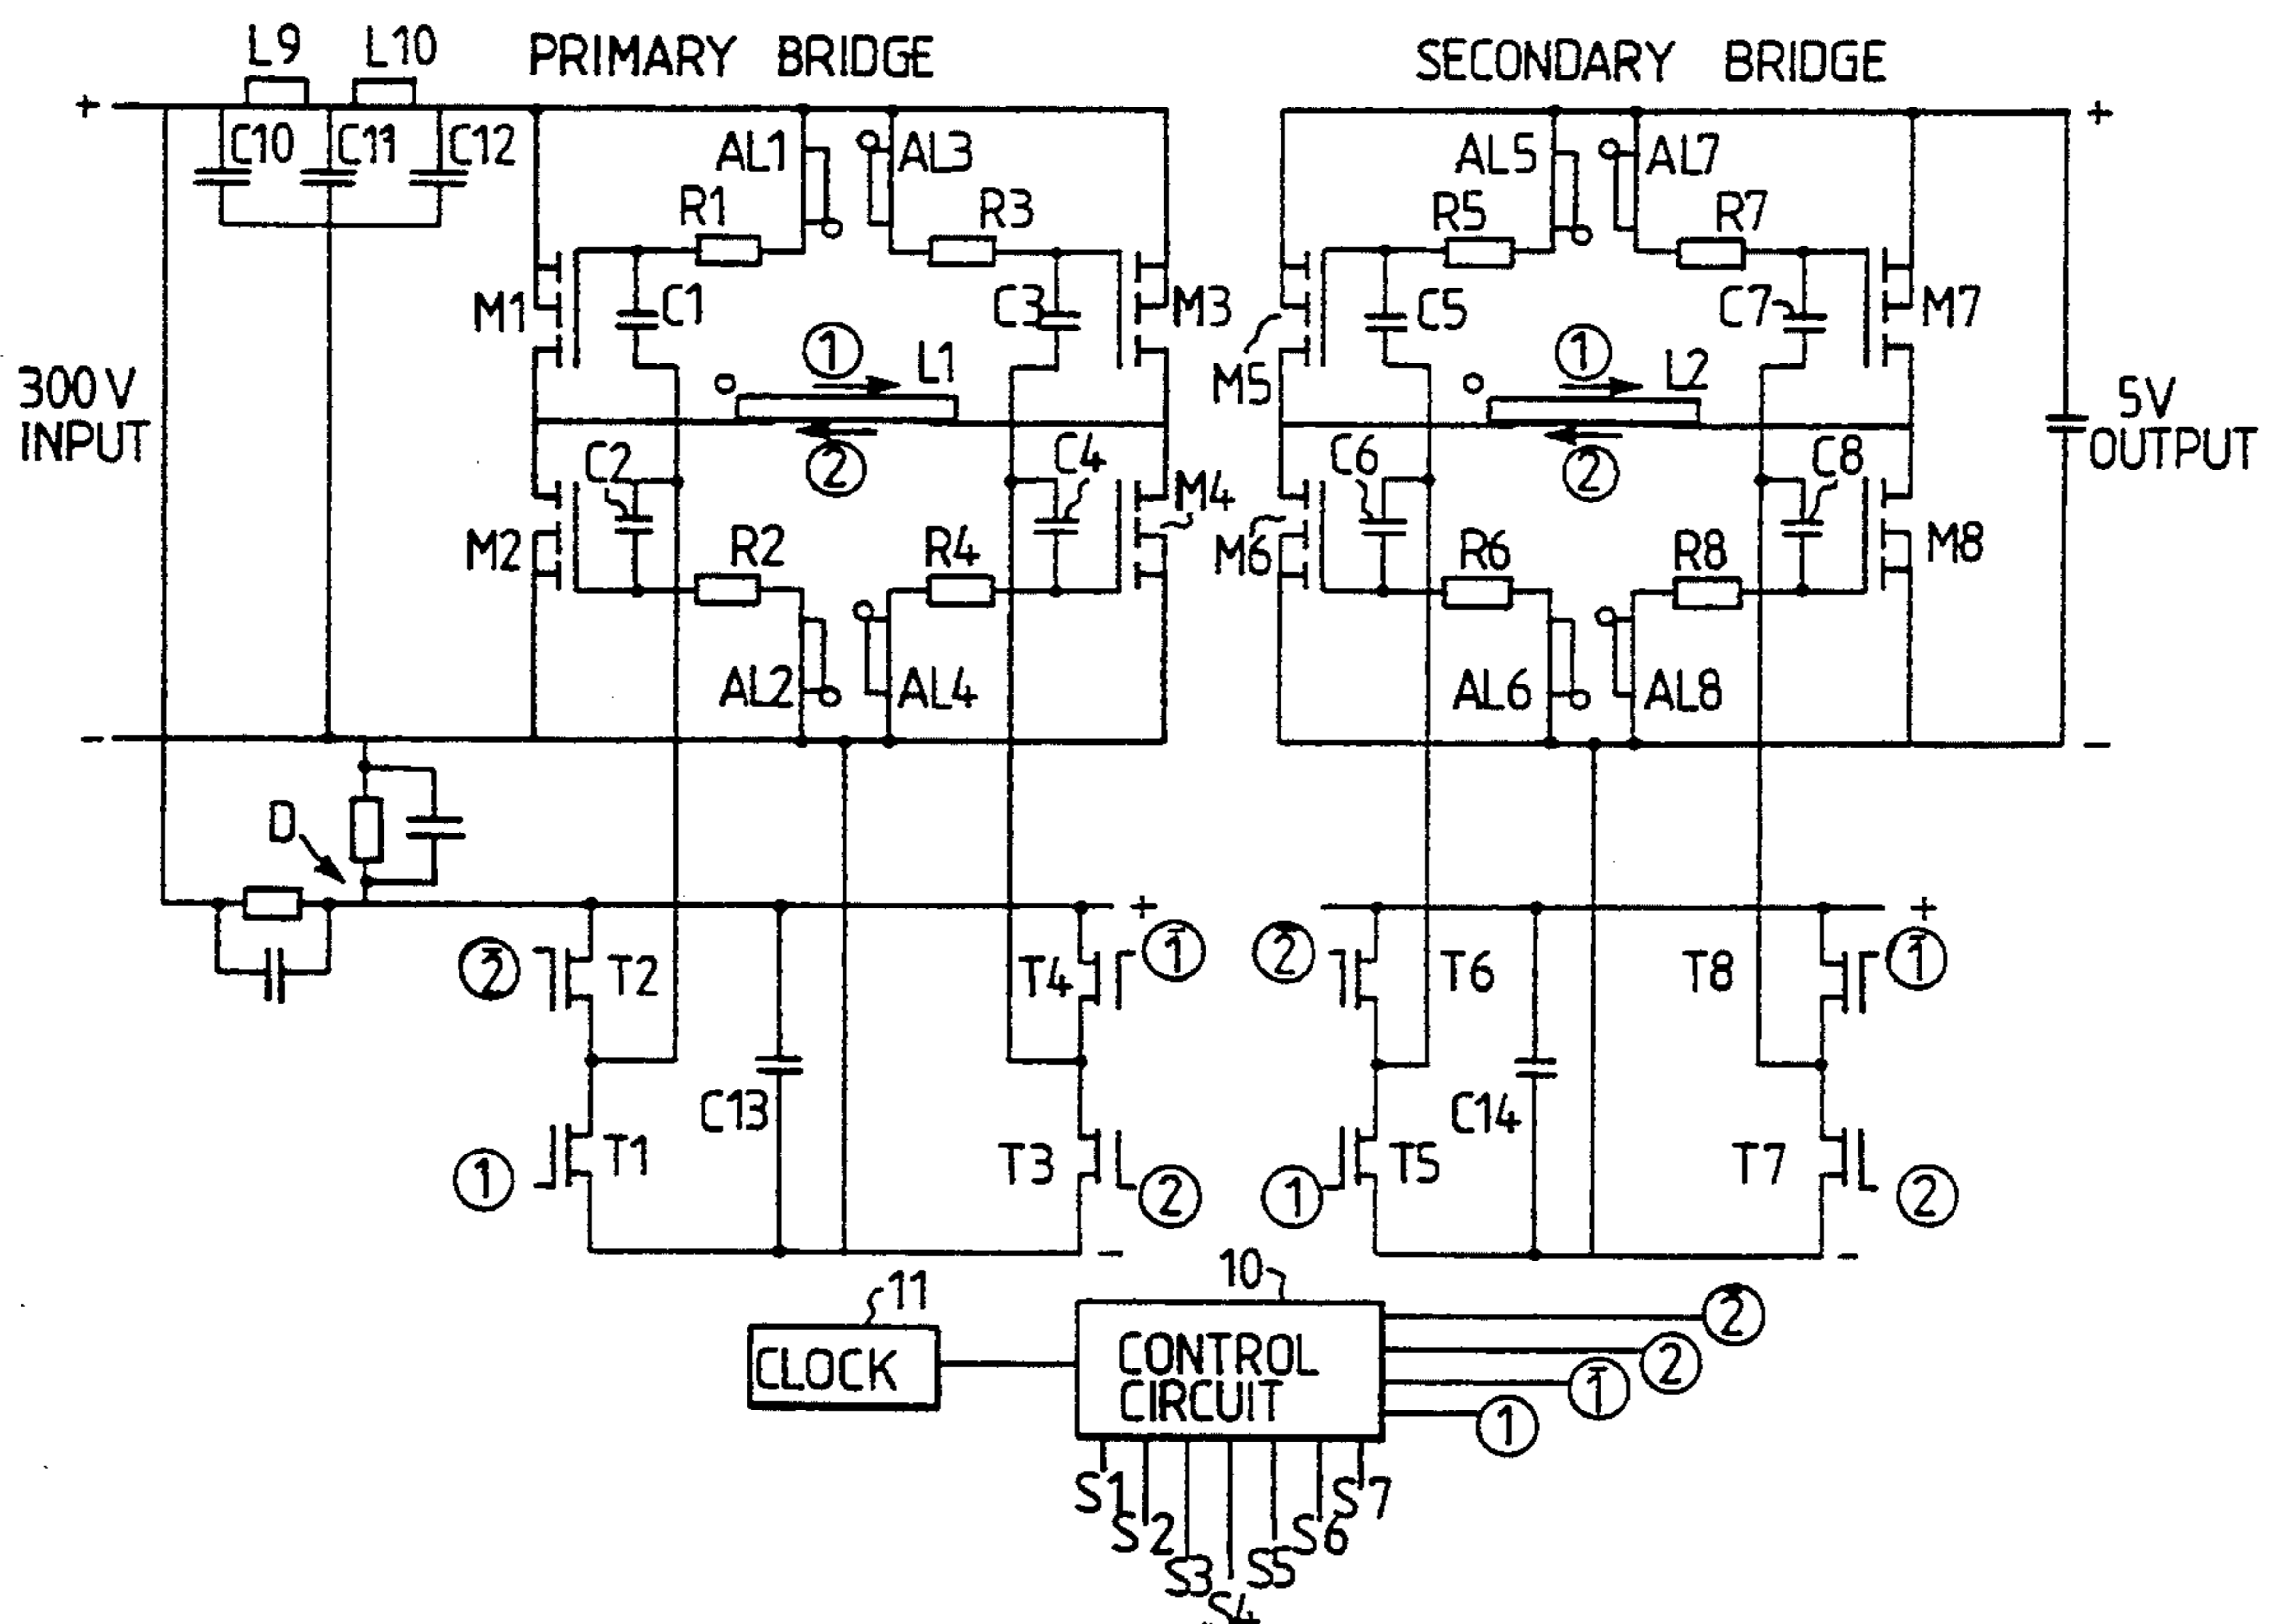 L9 L10 PRIMARY BRIDGE SECONDARY BRIDGE
+ +
C10 C11 C12 AL1 AL3 AL5 AL7
R1 R3 R5 R7
M1 C1 C3 M3 C5 C7 M7
① L1 ① L2
M5
300V
INPUT
5V
OUTPUT
② ②
C2 C4 M4 C6 C8
M2 R2 R4 M6 R6 R8 M8
AL2 AL4 AL6 AL8
- -
D
+ +
2̅ T2 T4 1̅ 2̅ T6 T8 1̅
C13 C14
① T1 T3 ② ① T5 T7 ②
- -
11 10
CLOCK
CONTROL
CIRCUIT
2̅
②
1̅
①
S1 S7
S2 S6
S3 S5
S4